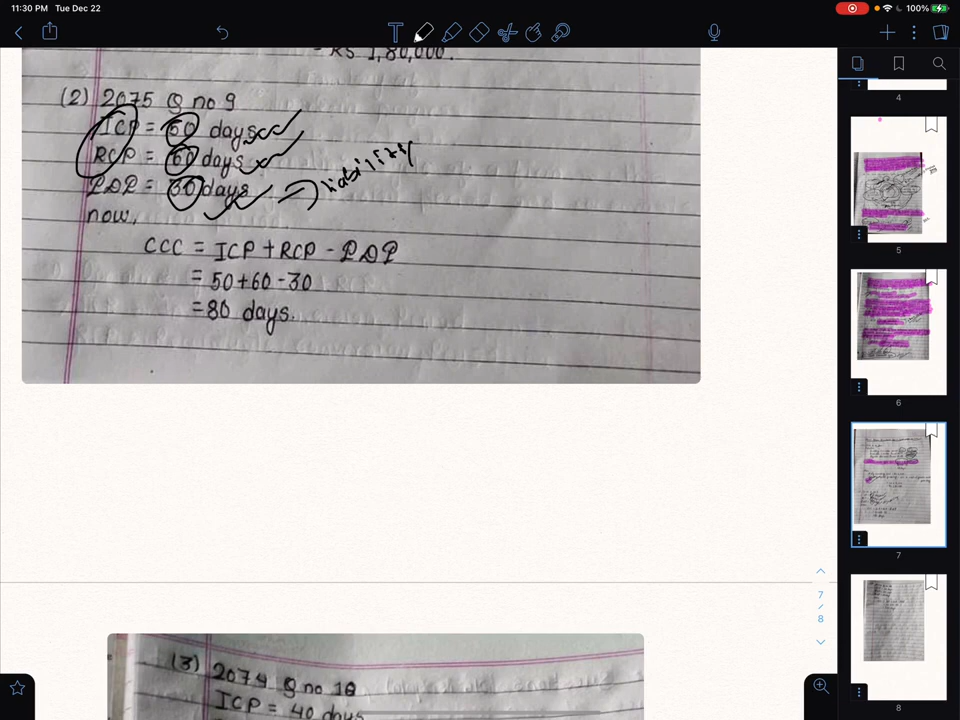 11:30 PM Tue Dec 22
100%
- RS 1,80,000.
(2) 2075 Q no 9
ICP = 50 days
RCP = 60 days
PDP = 30 days
liability
now,
CCC = ICP + RCP - PDP
= 50+60-30
= 80 days.
(3) 2074 Q no 10
ICP = 40 days
4
5
6
7
8
7
/
8